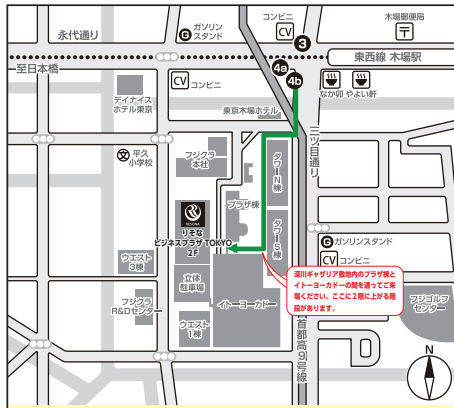 永代通り
ガソリン
スタンド
G
コンビニ
CV
3
木場郵便局
〒
至日本橋
東西線 木場駅
CV
コンビニ
4a
4b
なか卯
やよい軒
デイナイス
ホテル東京
東京木場ホテル
三ツ目通り
文
平久
小学校
フジクラ
本社
タワーN棟
プラザ棟
RESONA
りそな
ビジネスプラザ TOKYO
2F
タワーS棟
G
ガソリンスタンド
CV
コンビニ
ウエスト
3棟
立体
駐車場
深川ギャザリア敷地内のプラザ棟と
イトーヨーカドーの間を通ってご来
場ください。ここに2階に上がる階
段があります。
フジクラ
R&Dセンター
イトーヨーカドー
フジゴルフ
センター
ウエスト
1棟
首都高9号線
N